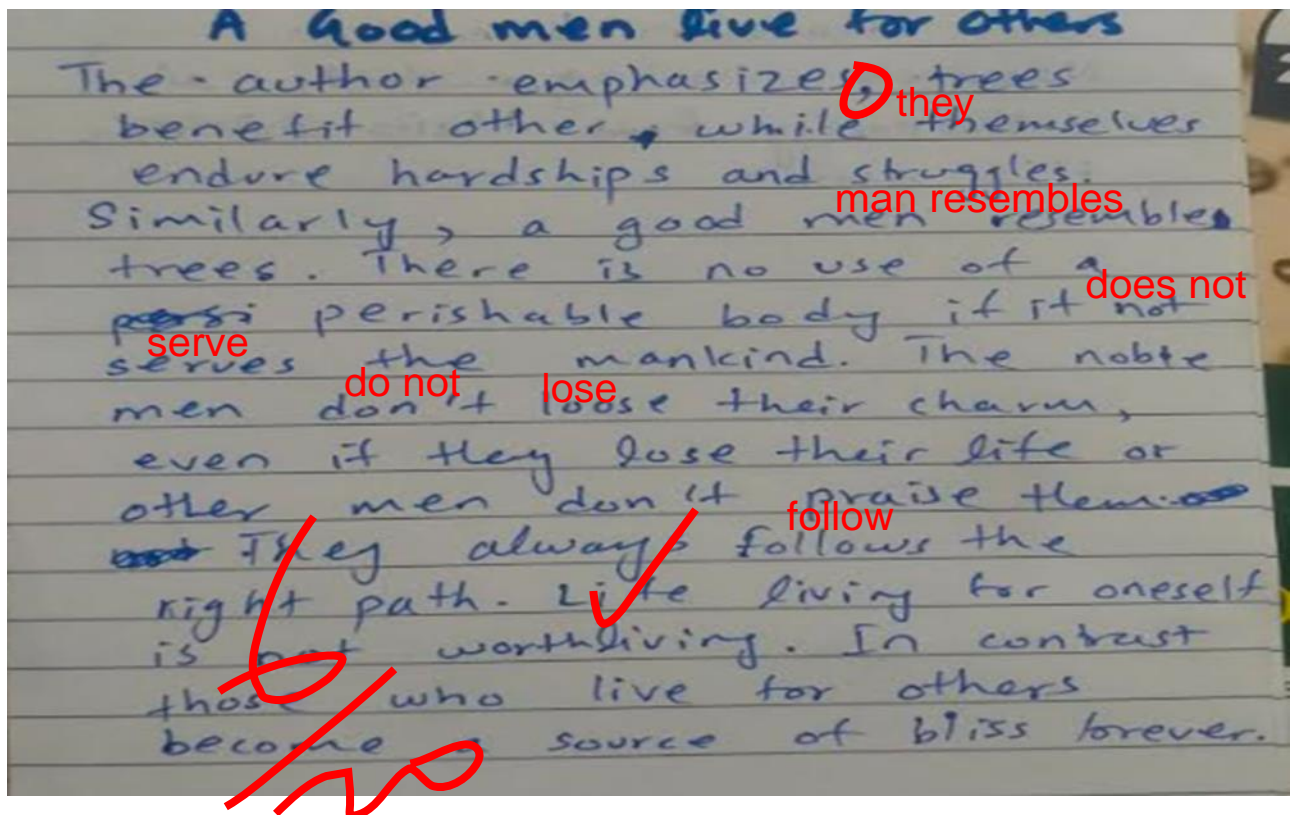 A Good men live for others
The author emphasizes, trees
they
benefit other, while themselves
endure hardships and struggles.
man resembles
Similarly, a good men resembles
trees. There is no use of a
does not
perishable body if it not
serve
serves the mankind. The noble
do not lose
men don't loose their charm,
even if they lose their life or
other men don't praise them.
follow
They always follows the
right path. Life living for oneself
is not worthliving. In contrast
those who live for others
become a source of bliss forever.
6/10